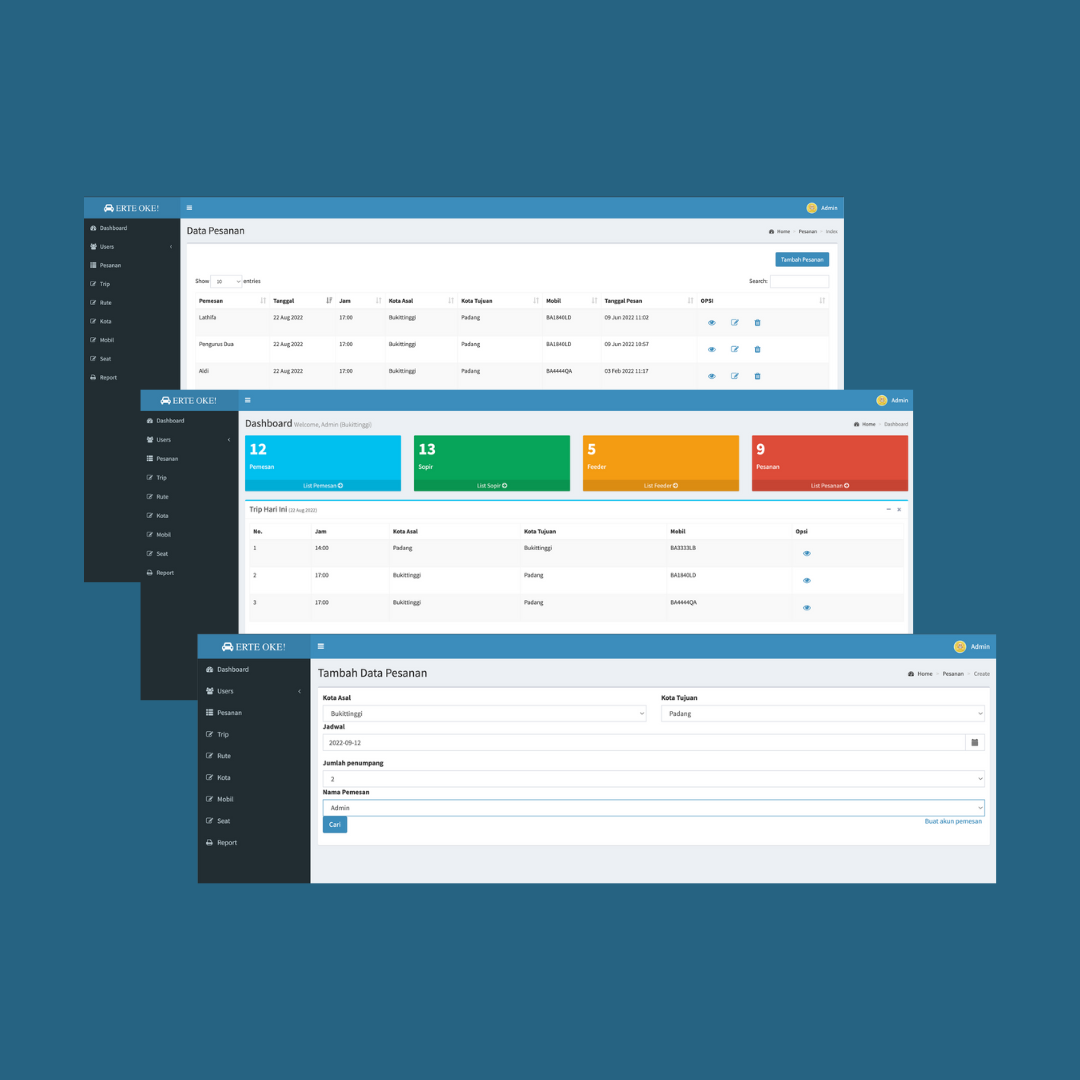 ERTE OKE!
Admin
Dashboard
Users
Pesanan
Trip
Rute
Kota
Mobil
Seat
Report
Data Pesanan
Home Pesanan Index
Tambah Pesanan
Show 10 entries
Search:
Pemesan Tanggal Jam Kota Asal Kota Tujuan Mobil Tanggal Pesan OPSI
Lathifa 22 Aug 2022 17:00 Bukittinggi Padang BA1840LD 09 Jun 2022 11:02
Pengurus Dua 22 Aug 2022 17:00 Bukittinggi Padang BA1840LD 09 Jun 2022 10:57
Aldi 22 Aug 2022 17:00 Bukittinggi Padang BA4444QA 03 Feb 2022 11:17
ERTE OKE!
Admin
Dashboard
Users
Pesanan
Trip
Rute
Kota
Mobil
Seat
Report
Dashboard Welcome, Admin (Bukittinggi)
Home > Dashboard
12
Pemesan
List Pemesan
13
Sopir
List Sopir
5
Feeder
List Feeder
9
Pesanan
List Pesanan
Trip Hari Ini (22 Aug 2022)
No. Jam Kota Asal Kota Tujuan Mobil Opsi
1 14:00 Padang Bukittinggi BA3333LB
2 17:00 Bukittinggi Padang BA1840LD
3 17:00 Bukittinggi Padang BA4444QA
ERTE OKE!
Admin
Dashboard
Users
Pesanan
Trip
Rute
Kota
Mobil
Seat
Report
Tambah Data Pesanan
Home > Pesanan > Create
Kota Asal
Bukittinggi
Kota Tujuan
Padang
Jadwal
2022-09-12
Jumlah penumpang
2
Nama Pemesan
Admin
Cari
Buat akun pemesan